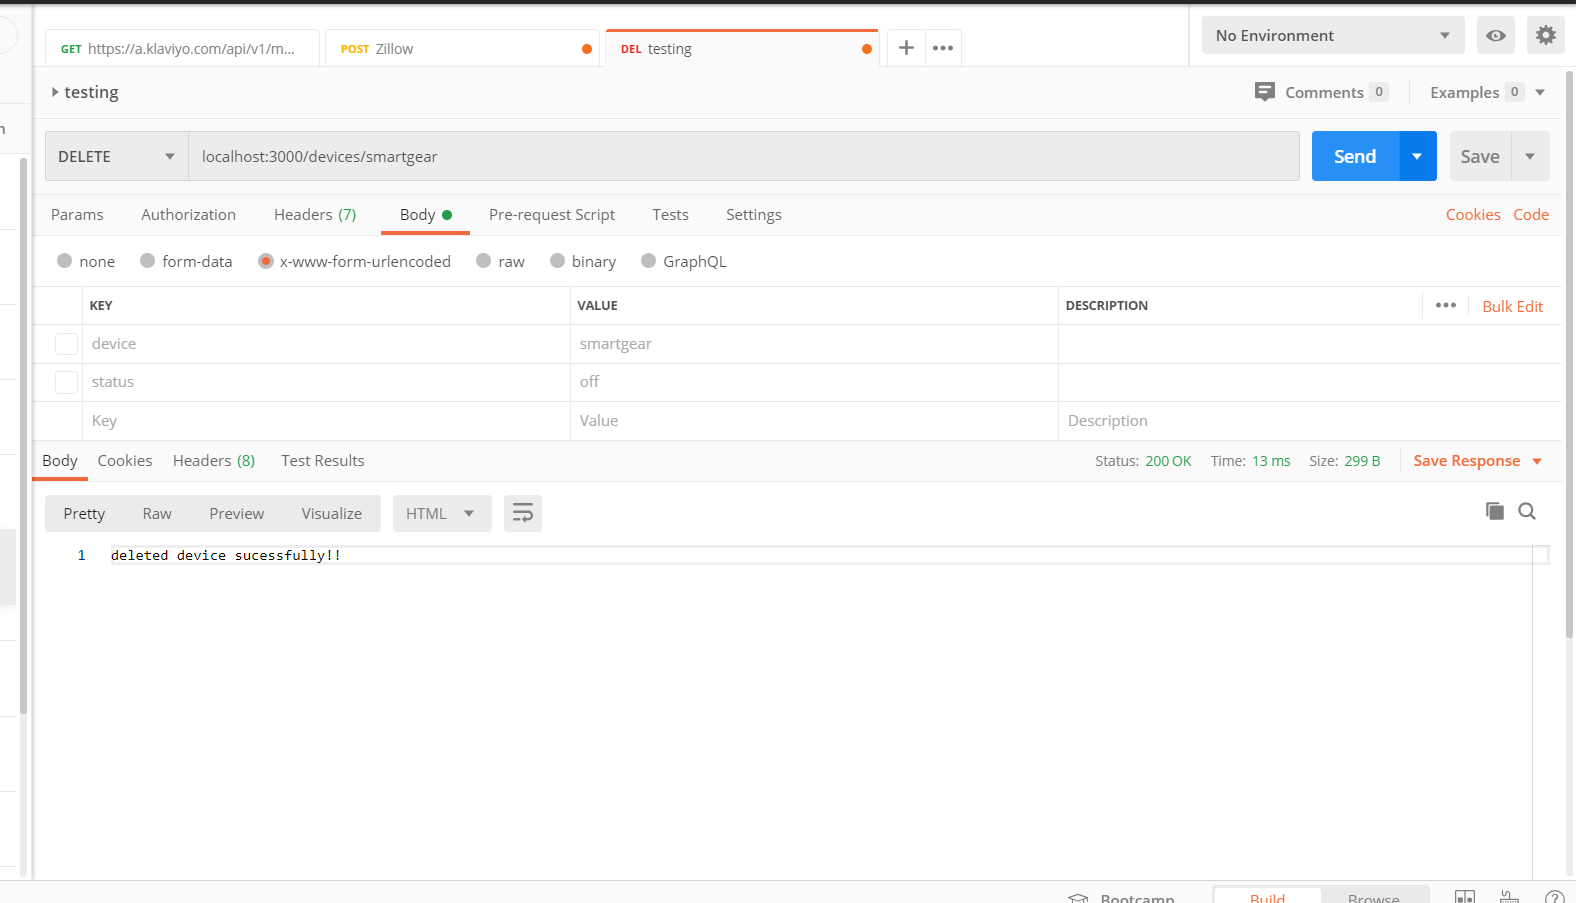 GET https://a.klaviyo.com/api/v1/m...
POST Zillow
DEL testing
No Environment
testing
Comments 0
Examples 0
DELETE
localhost:3000/devices/smartgear
Send
Save
Params
Authorization
Headers (7)
Body
Pre-request Script
Tests
Settings
Cookies
Code
none
form-data
x-www-form-urlencoded
raw
binary
GraphQL
KEY
VALUE
DESCRIPTION
Bulk Edit
device
smartgear
status
off
Key
Value
Description
Body
Cookies
Headers (8)
Test Results
Status: 200 OK
Time: 13 ms
Size: 299 B
Save Response
Pretty
Raw
Preview
Visualize
HTML
1 deleted device sucessfully!!
Bootcamp
Build
Browse